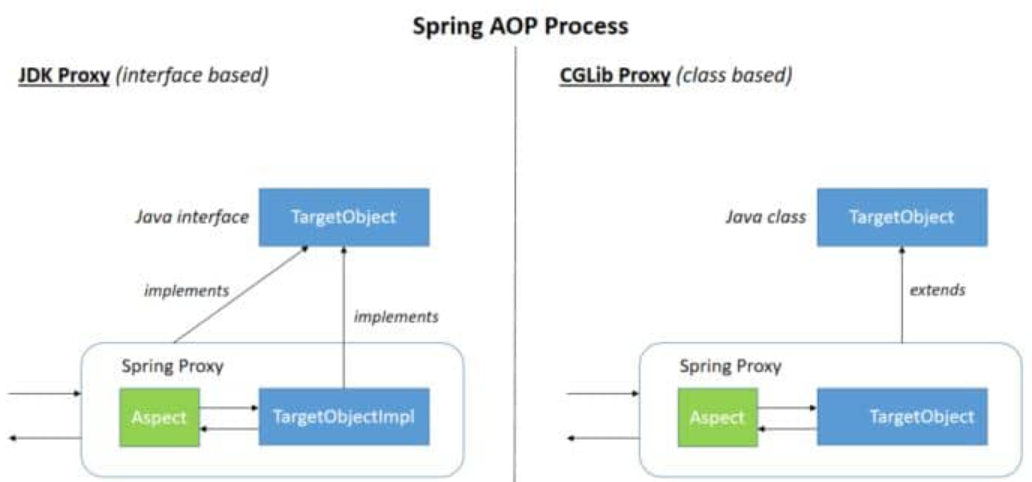 Spring AOP Process
JDK Proxy (interface based)
Java interface
TargetObject
implements
implements
Spring Proxy
Aspect
TargetObjectImpl
CGLib Proxy (class based)
Java class
TargetObject
extends
Spring Proxy
Aspect
TargetObject